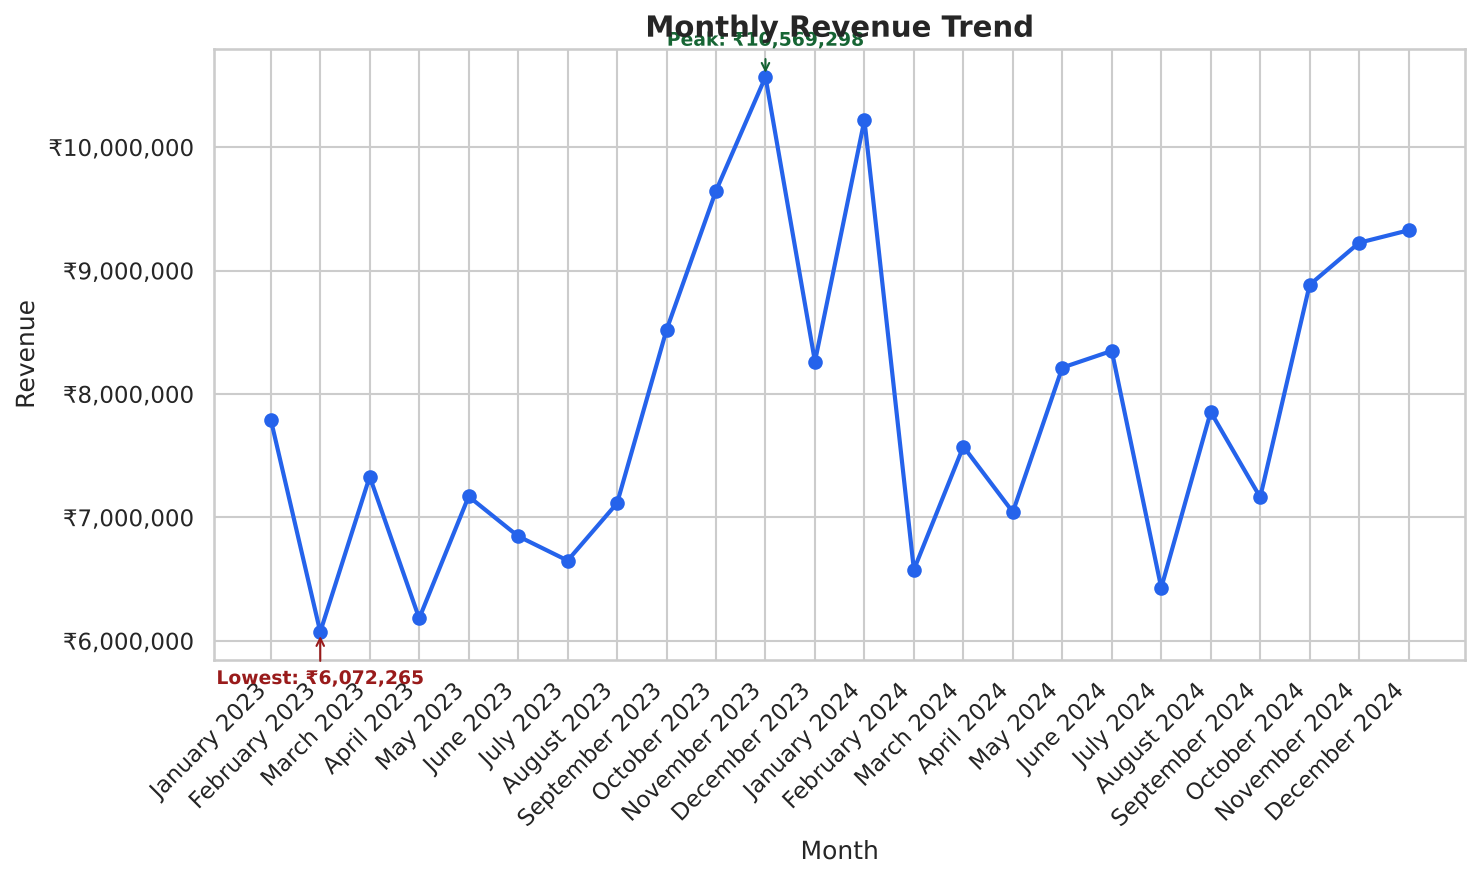 Monthly Revenue Trend
Peak: ₹10,569,298
₹10,000,000
₹9,000,000
₹8,000,000
₹7,000,000
₹6,000,000
Revenue
Lowest: ₹6,072,265
January 2023
February 2023
March 2023
April 2023
May 2023
June 2023
July 2023
August 2023
September 2023
October 2023
November 2023
December 2023
January 2024
February 2024
March 2024
April 2024
May 2024
June 2024
July 2024
August 2024
September 2024
October 2024
November 2024
December 2024
Month